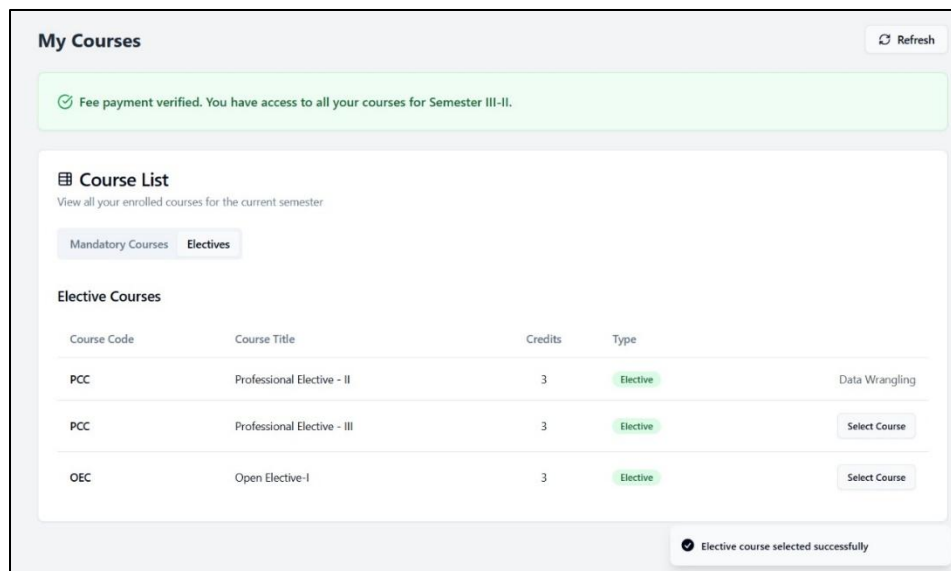 My Courses
Refresh
Fee payment verified. You have access to all your courses for Semester III-II.
Course List
View all your enrolled courses for the current semester
Mandatory Courses Electives
Elective Courses
Course Code Course Title Credits Type
PCC Professional Elective - II 3 Elective Data Wrangling
PCC Professional Elective - III 3 Elective Select Course
OEC Open Elective-I 3 Elective Select Course
Elective course selected successfully